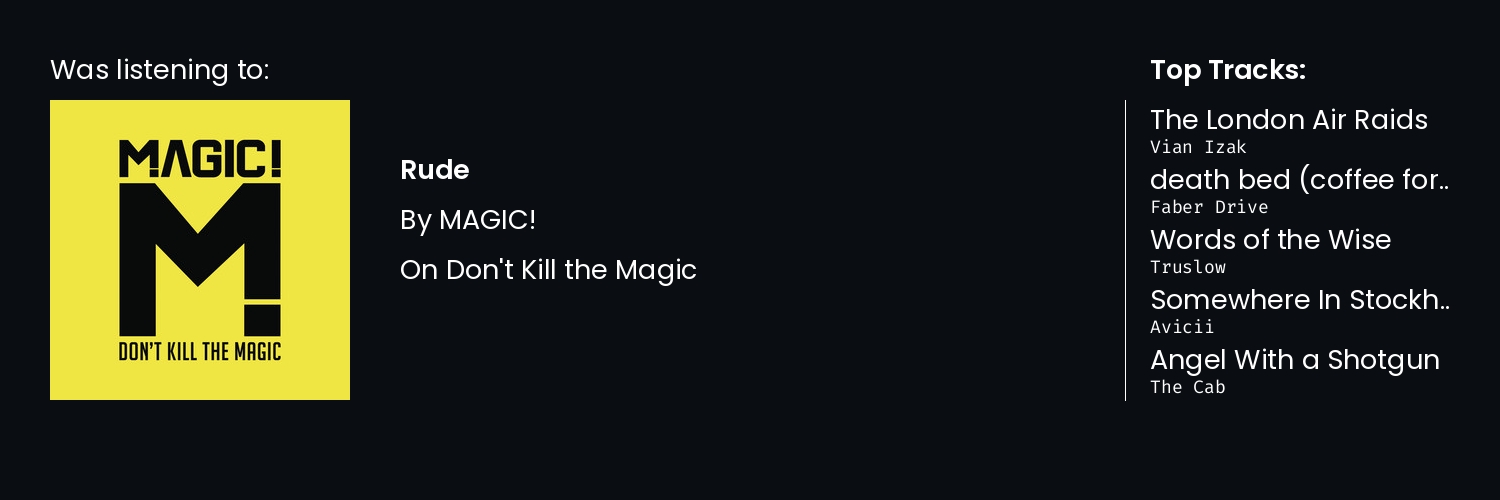 Was listening to:
MAGIC!
M!
DON'T KILL THE MAGIC
Rude
By MAGIC!
On Don't Kill the Magic
Top Tracks:
The London Air Raids
Vian Izak
death bed (coffee for..
Faber Drive
Words of the Wise
Truslow
Somewhere In Stockh..
Avicii
Angel With a Shotgun
The Cab